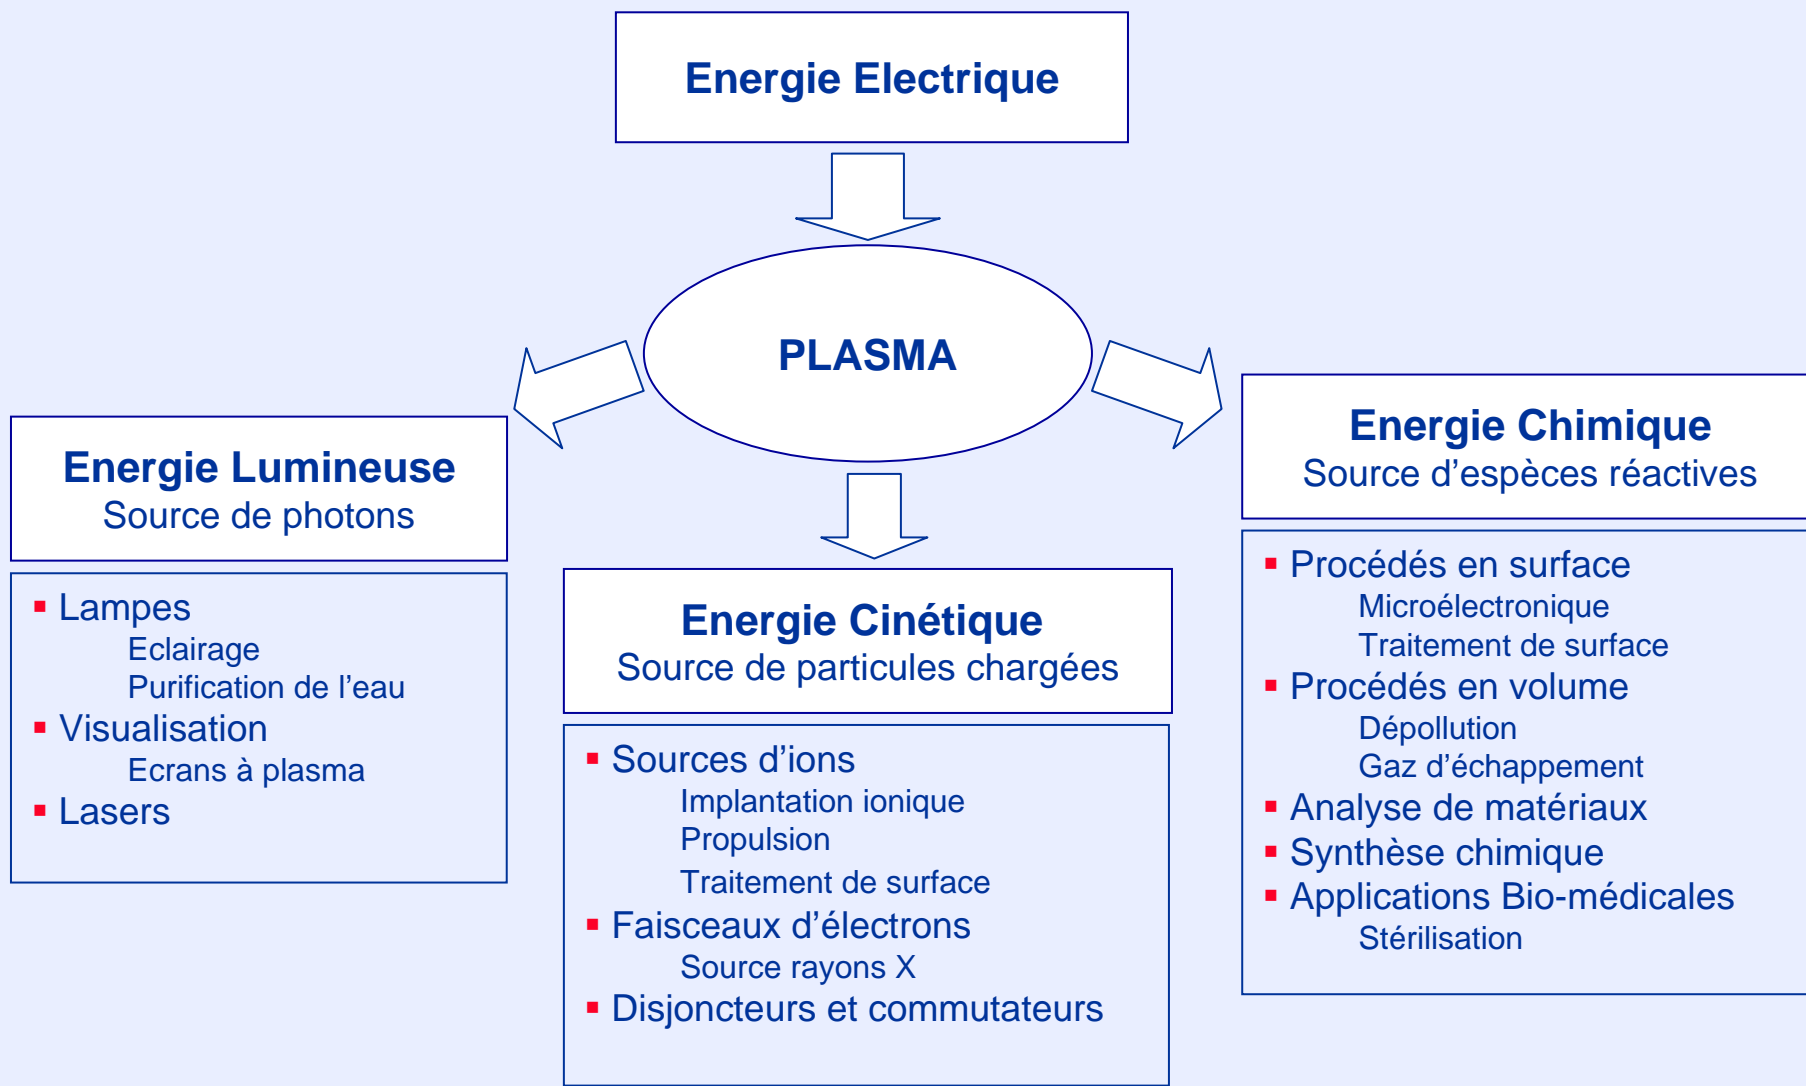 Energie Electrique
PLASMA
Energie Lumineuse
Source de photons
▪ Lampes
Eclairage
Purification de l’eau
▪ Visualisation
Ecrans à plasma
▪ Lasers
Energie Cinétique
Source de particules chargées
▪ Sources d’ions
Implantation ionique
Propulsion
Traitement de surface
▪ Faisceaux d’électrons
Source rayons X
▪ Disjoncteurs et commutateurs
Energie Chimique
Source d’espèces réactives
▪ Procédés en surface
Microélectronique
Traitement de surface
▪ Procédés en volume
Dépollution
Gaz d’échappement
▪ Analyse de matériaux
▪ Synthèse chimique
▪ Applications Bio-médicales
Stérilisation